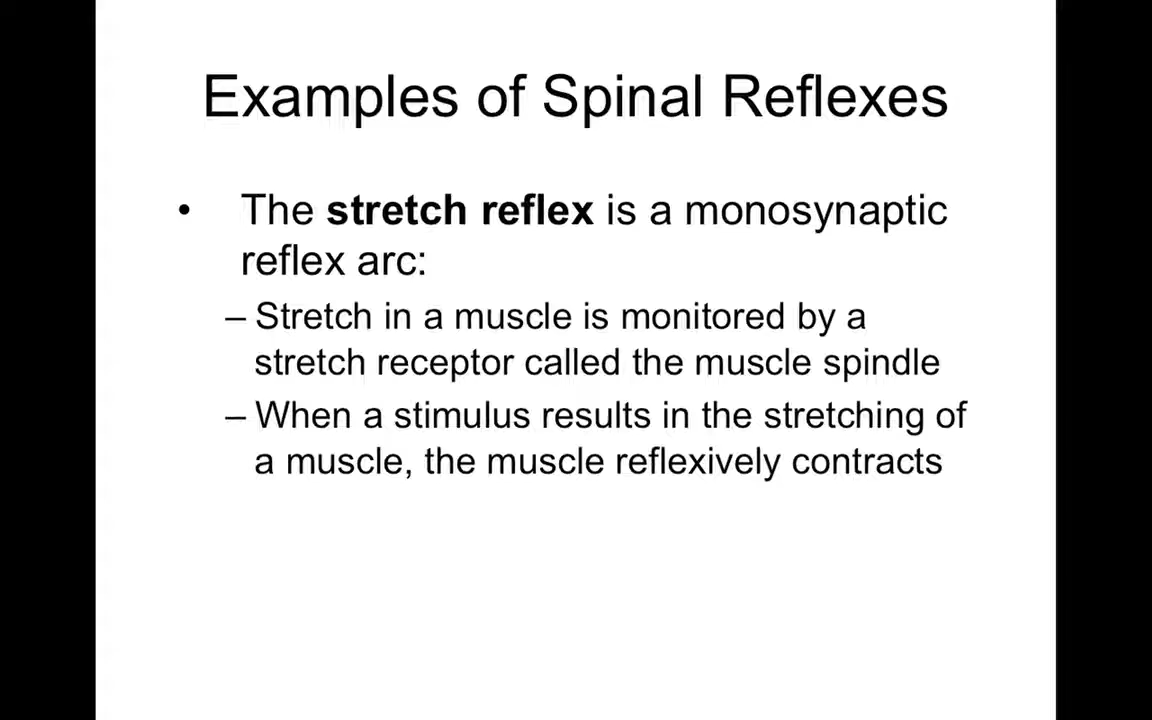 Examples of Spinal Reflexes
• The stretch reflex is a monosynaptic
reflex arc:
– Stretch in a muscle is monitored by a
stretch receptor called the muscle spindle
– When a stimulus results in the stretching of
a muscle, the muscle reflexively contracts